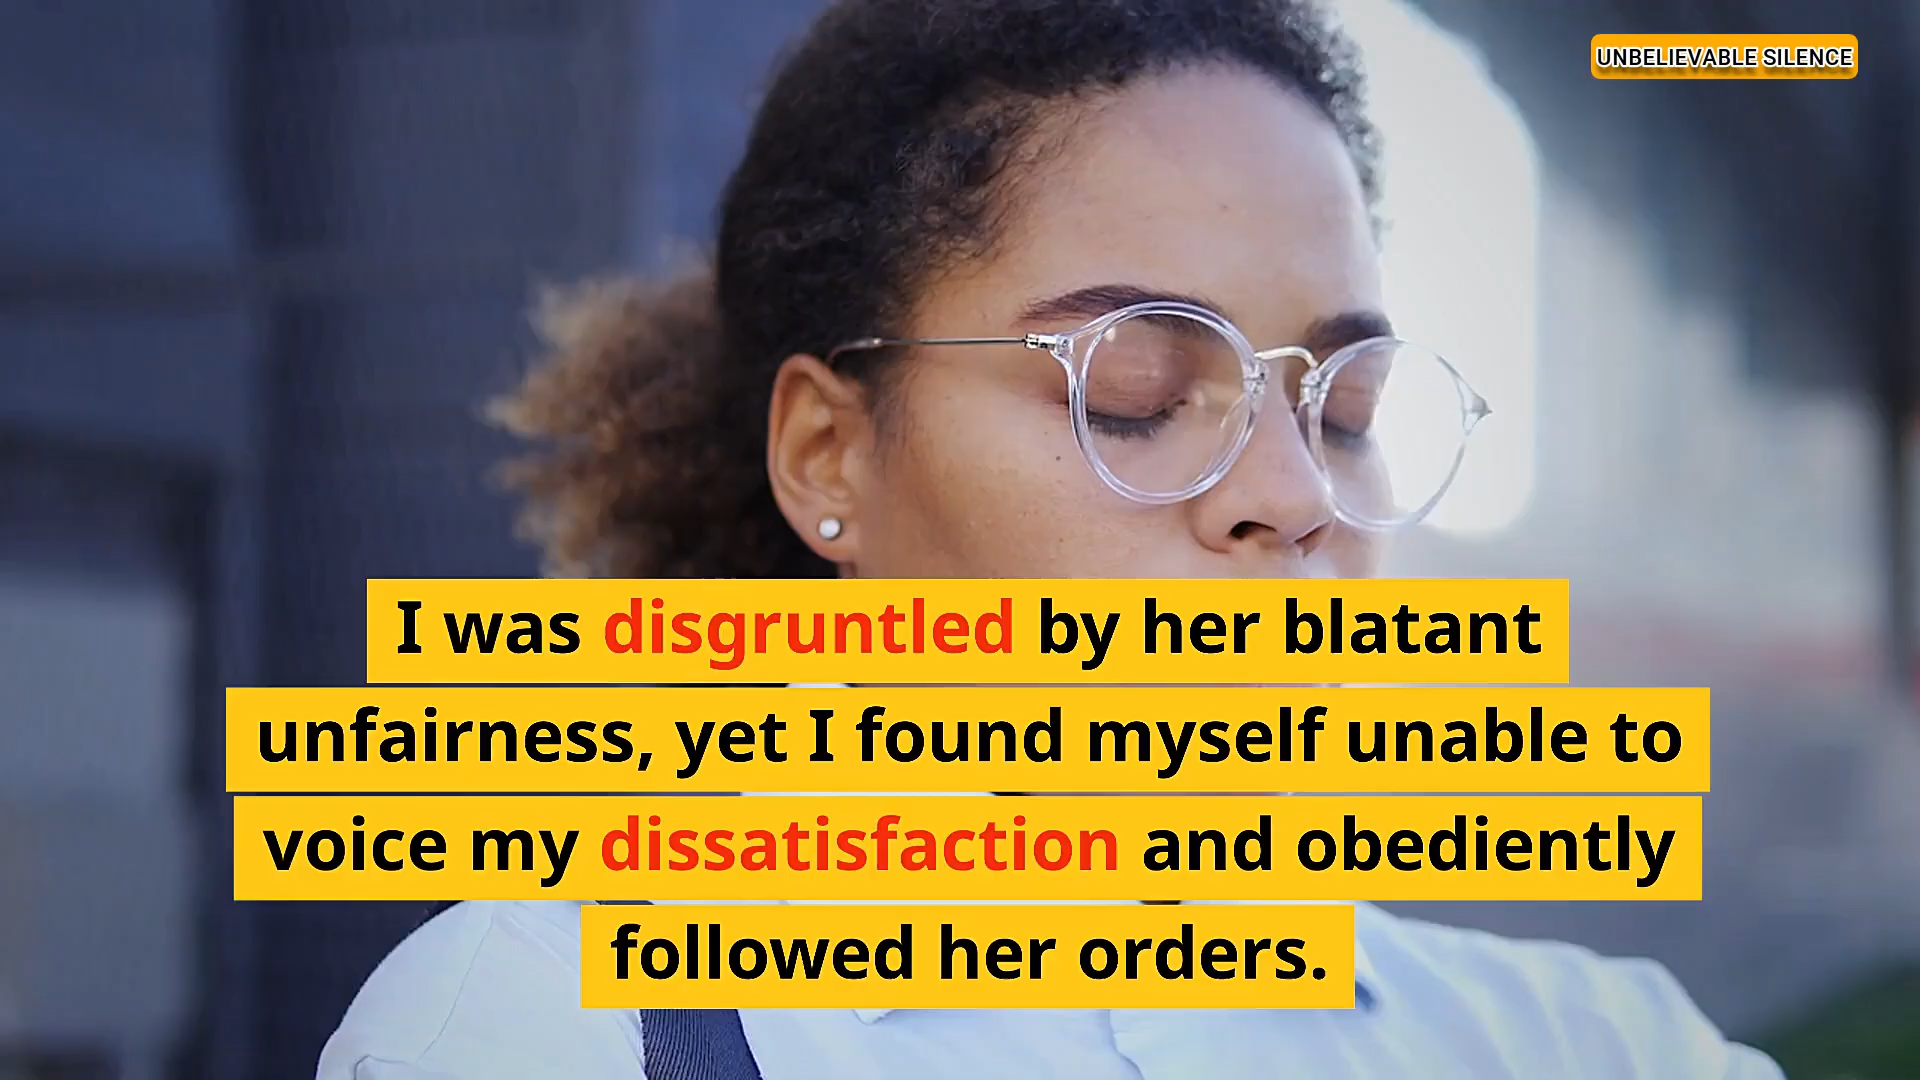 UNBELIEVABLE SILENCE
I was disgruntled by her blatant
unfairness, yet I found myself unable to
voice my dissatisfaction and obediently
followed her orders.